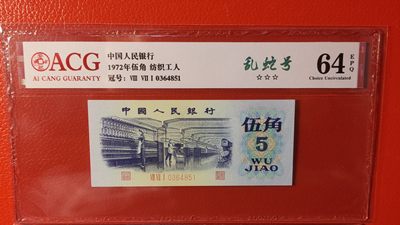 ACG
AI CANG GUARANTY
中国人民银行
1972年伍角 纺织工人
冠号: Ⅷ Ⅶ Ⅰ 0364851
乱蛇号
☆☆☆
64 EPQ
Choice Uncirculated
中國人民銀行
伍角
5
WU
JIAO
Ⅷ Ⅶ Ⅰ 0364851